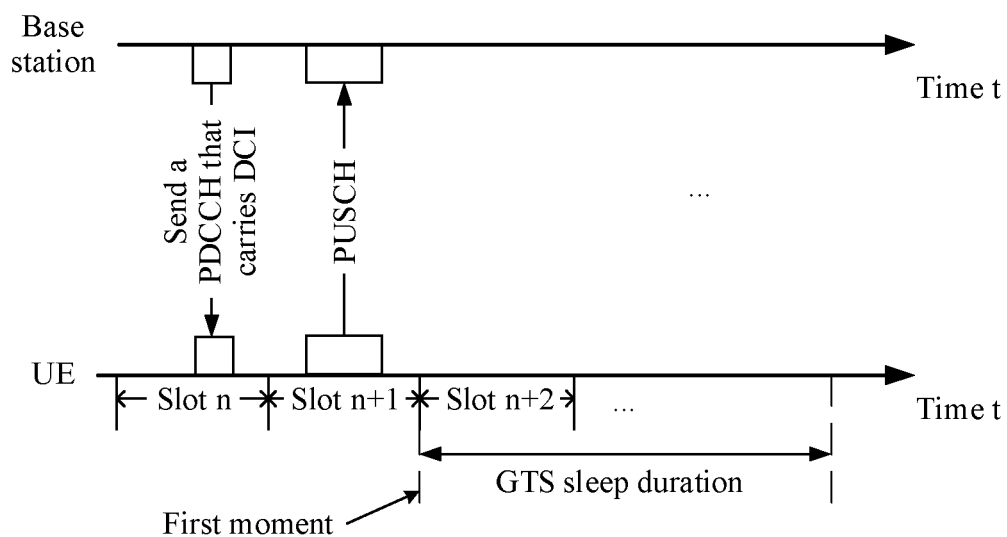 Base
station
Time t
Send a
PDCCH that
carries DCI
PUSCH
...
UE
Slot n
Slot n+1
Slot n+2
...
Time t
GTS sleep duration
First moment